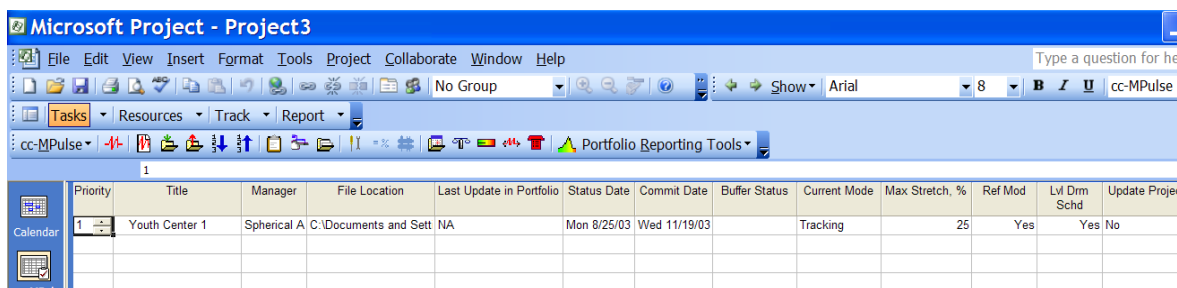 Microsoft Project - Project3
File Edit View Insert Format Tools Project Collaborate Window Help Type a question for he
No Group Show Arial 8 B I U cc-MPulse
Tasks Resources Track Report
cc-MPulse Portfolio Reporting Tools
1
Priority Title Manager File Location Last Update in Portfolio Status Date Commit Date Buffer Status Current Mode Max Stretch, % Ref Mod Lvl Drm Schd Update Projec
1 Youth Center 1 Spherical A C:\Documents and Sett NA Mon 8/25/03 Wed 11/19/03 Tracking 25 Yes Yes No
Calendar